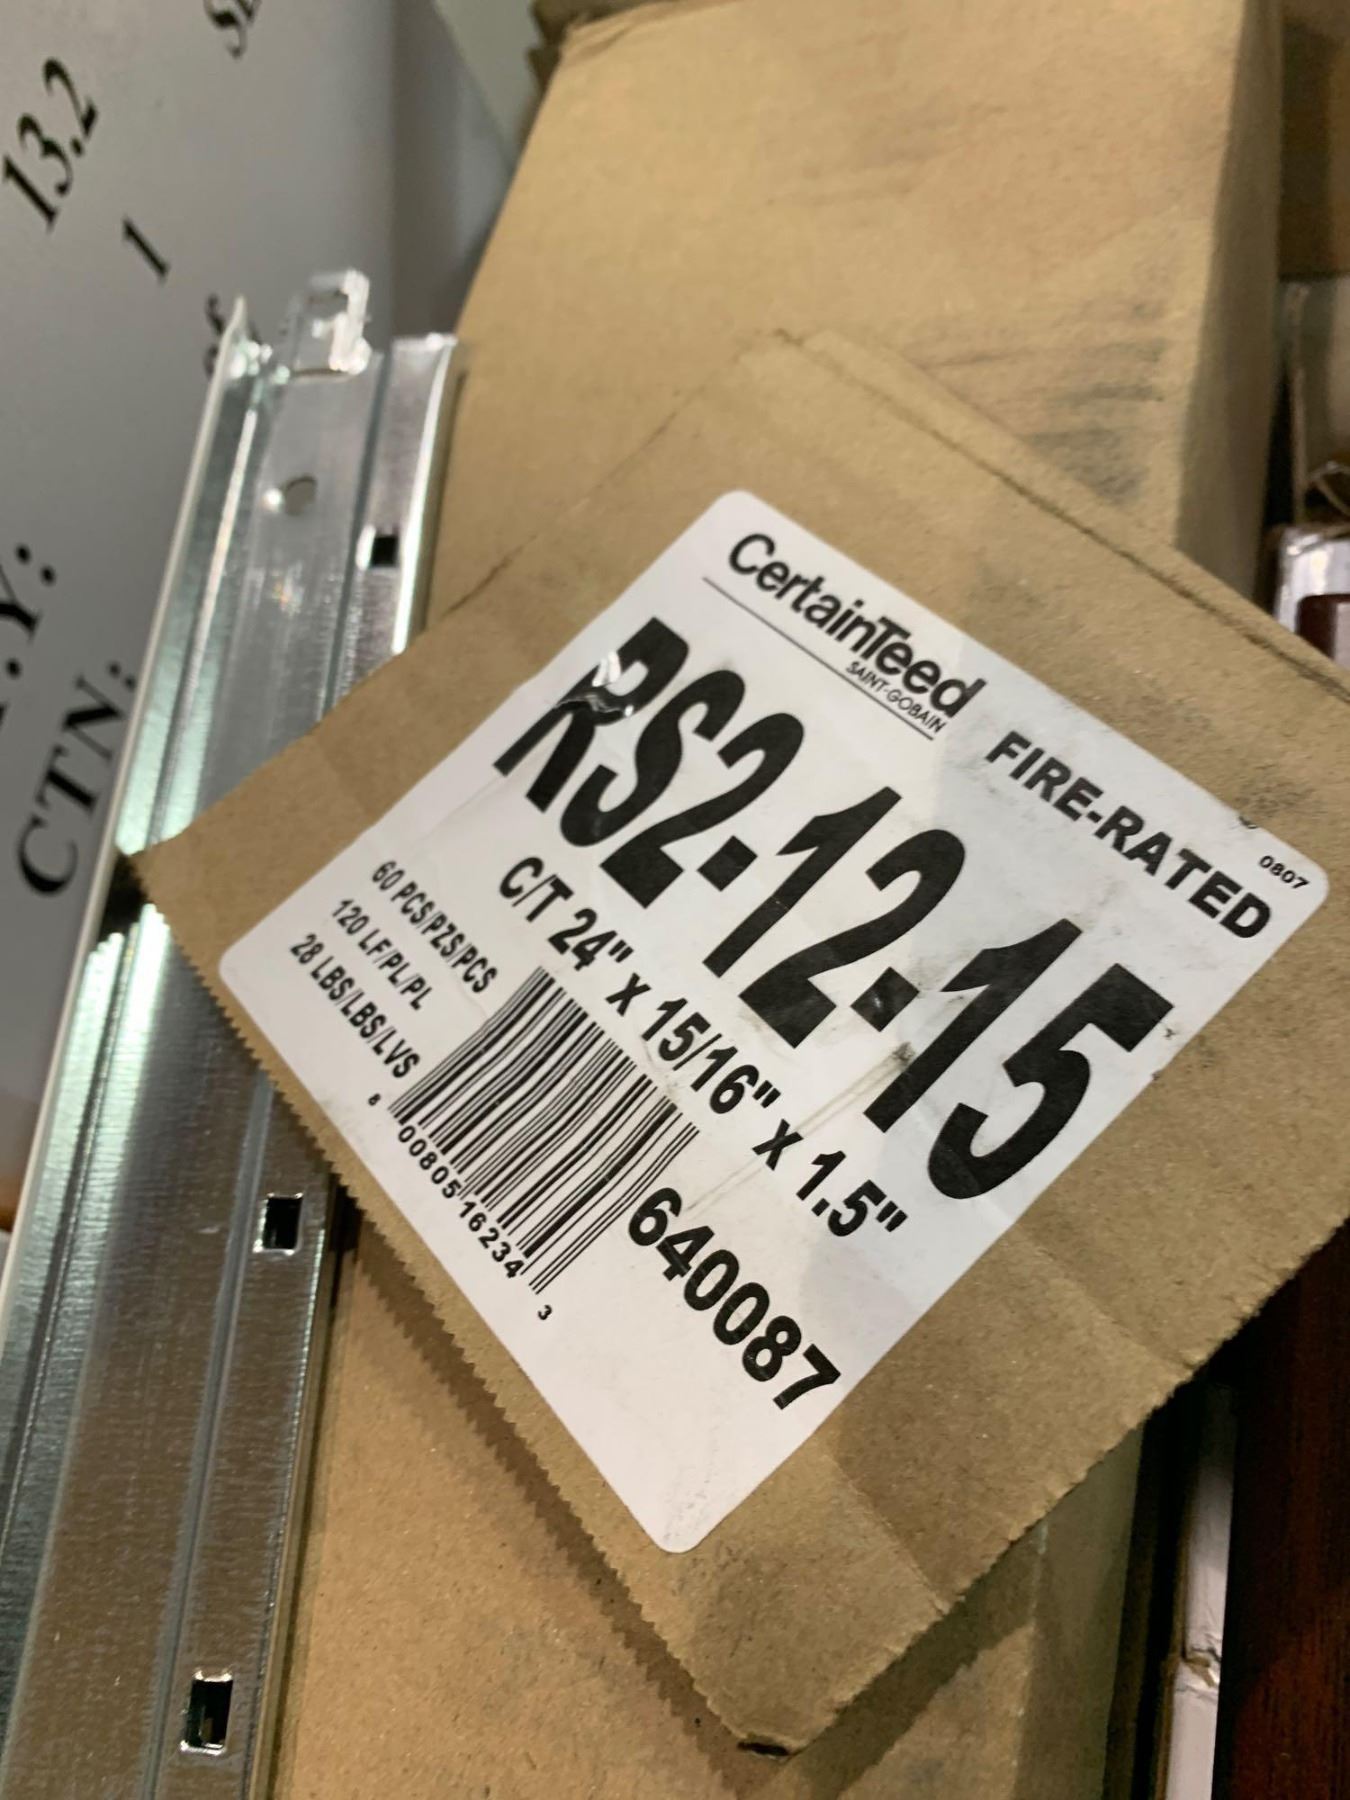 13.2
1
of
CTN:
CertainTeed
SAINT-GOBAIN
FIRE-RATED
0807
RS2-12-15
C/T 24" x 15/16" x 1.5"
60 PCS/PZS/PCS
120 LF/PL/PL
28 LBS/LBS/LVS
8 00805 16234 3
640087